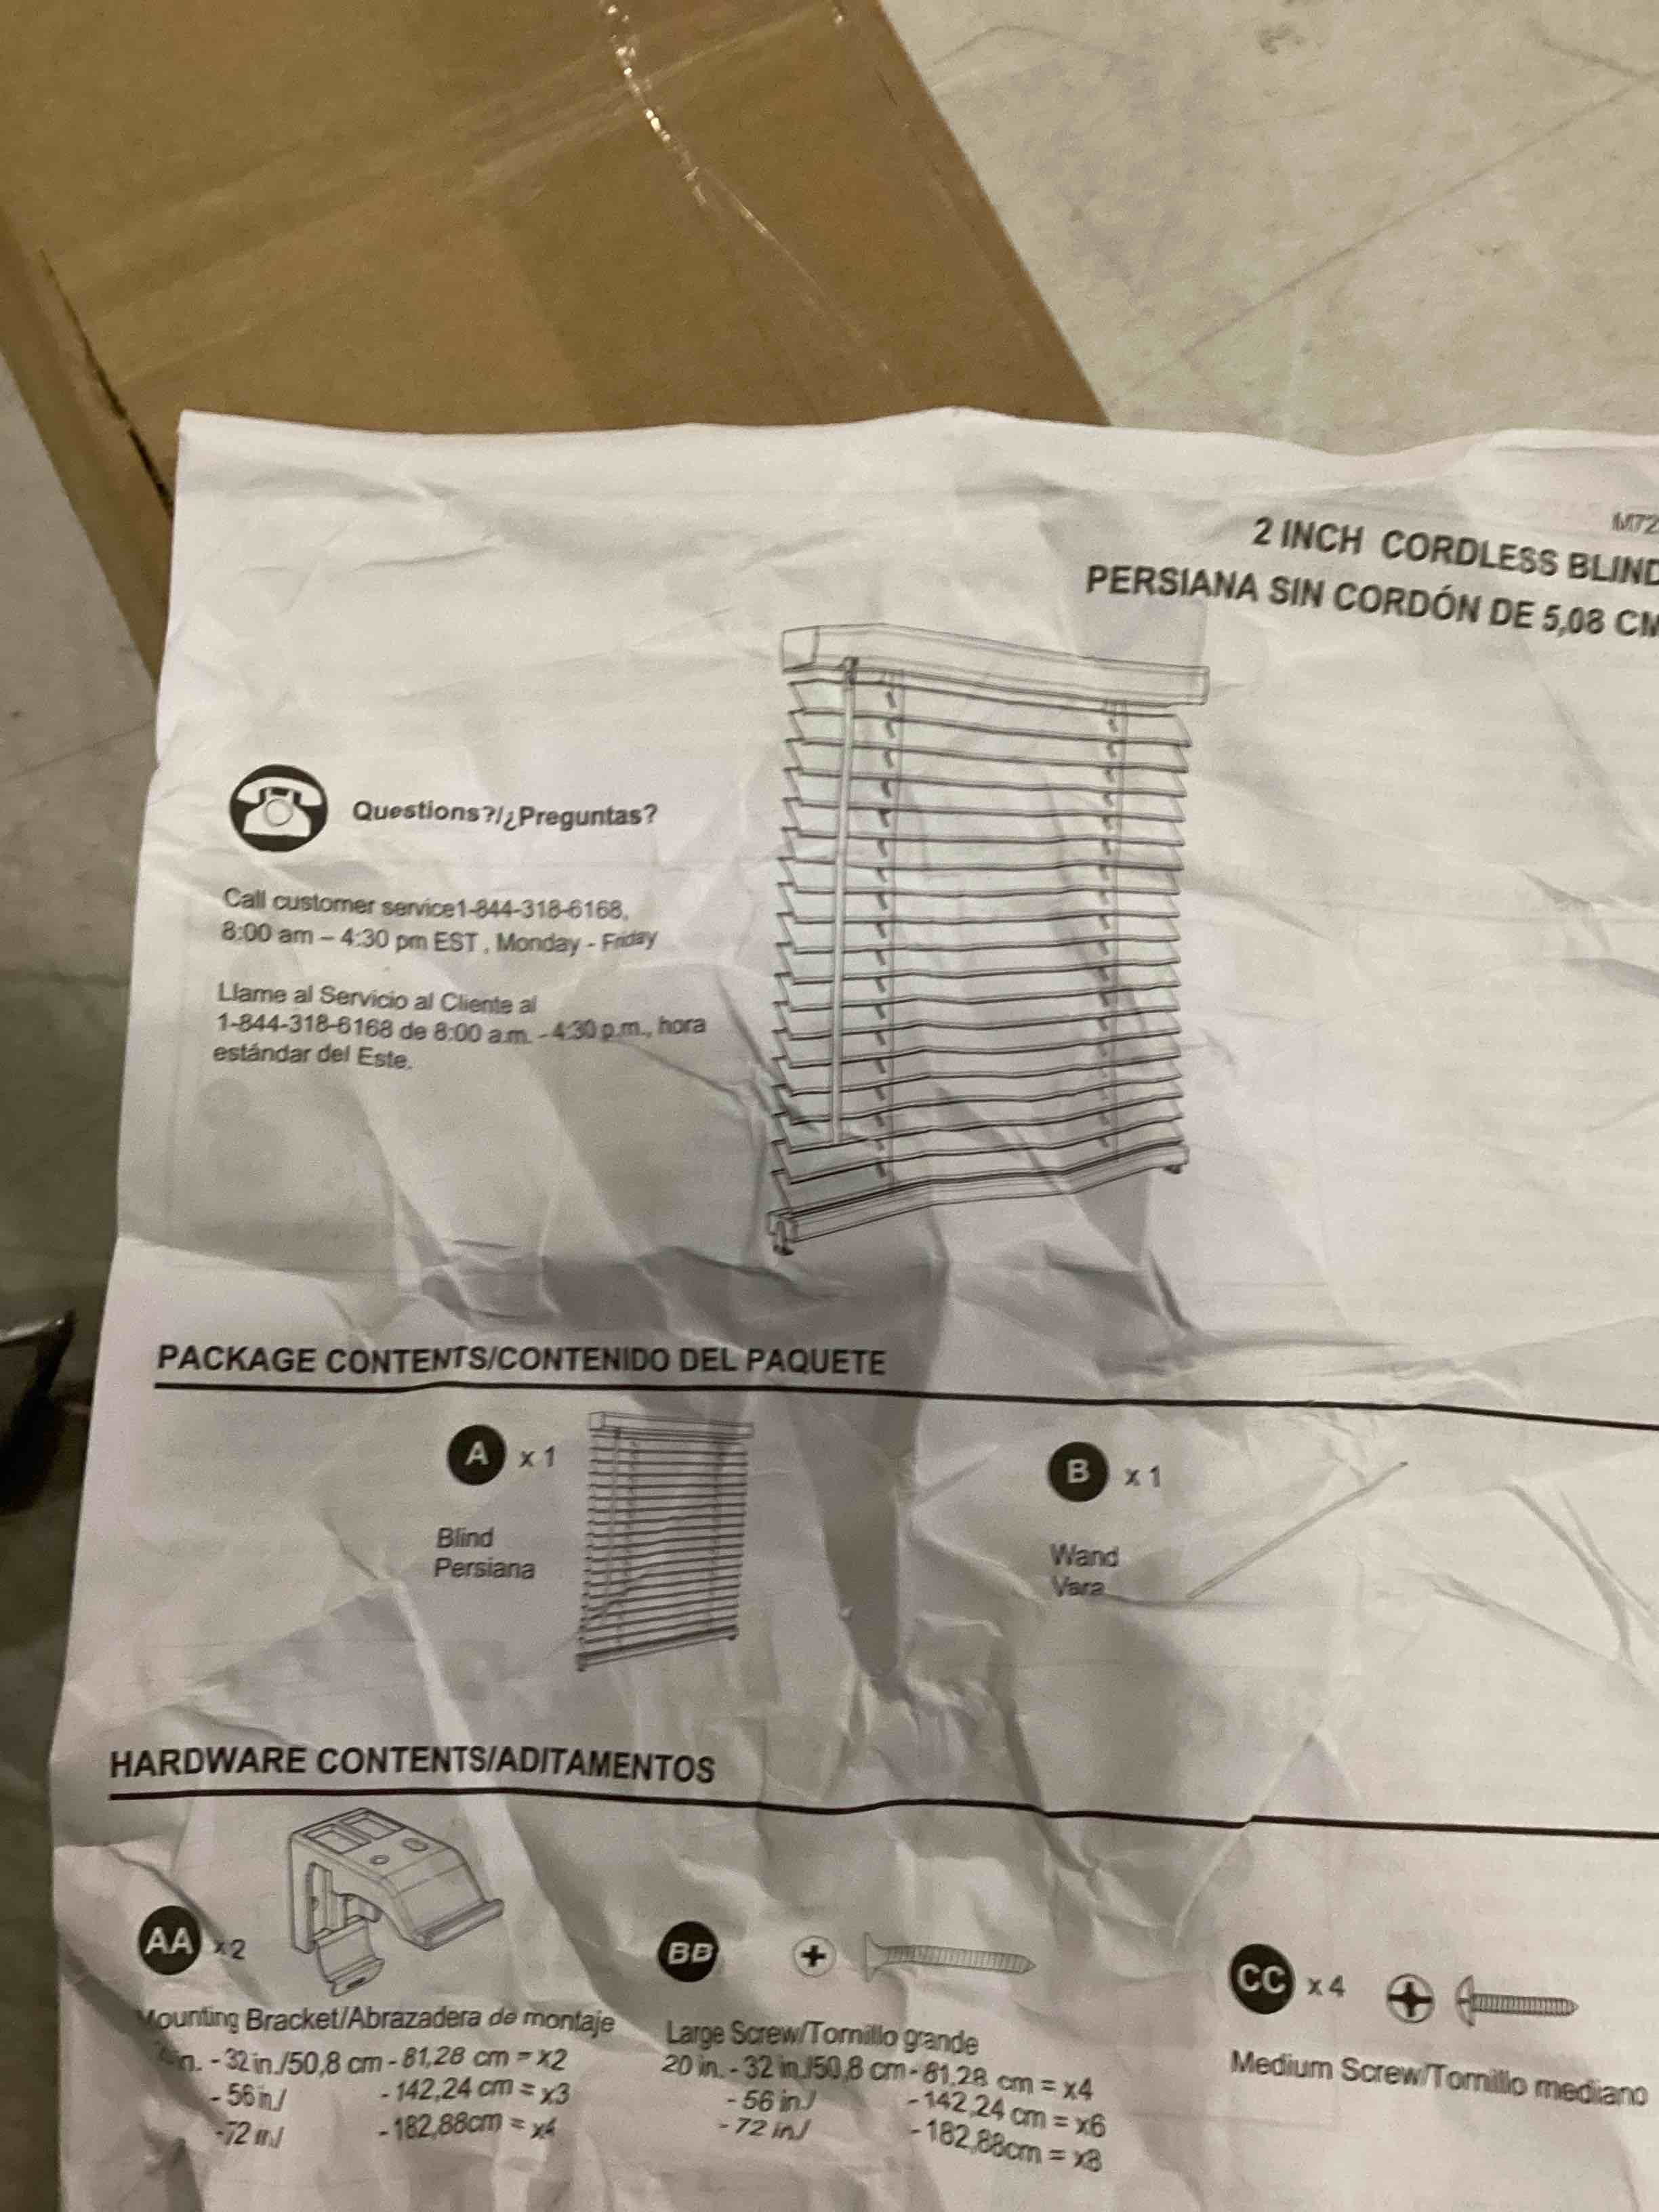 M72
2 INCH CORDLESS BLIND
PERSIANA SIN CORDÓN DE 5,08 CM
Questions?/¿Preguntas?
Call customer service1-844-318-6168,
8:00 am – 4:30 pm EST , Monday - Friday
Llame al Servicio al Cliente al
1-844-318-6168 de 8:00 a.m. - 4:30 p.m., hora
estándar del Este.
PACKAGE CONTENTS/CONTENIDO DEL PAQUETE
A x 1
Blind
Persiana
B x 1
Wand
Vara
HARDWARE CONTENTS/ADITAMENTOS
AA x2
Mounting Bracket/Abrazadera de montaje
in. - 32 in./50,8 cm - 81,28 cm = x2
- 56 in./ - 142,24 cm = x3
-72 in./ - 182,88cm = x4
BB
Large Screw/Tornillo grande
20 in. - 32 in./50,8 cm - 81,28 cm = x4
- 56 in./ - 142,24 cm = x6
- 72 in./ - 182,88cm = x8
CC x 4
Medium Screw/Tornillo mediano